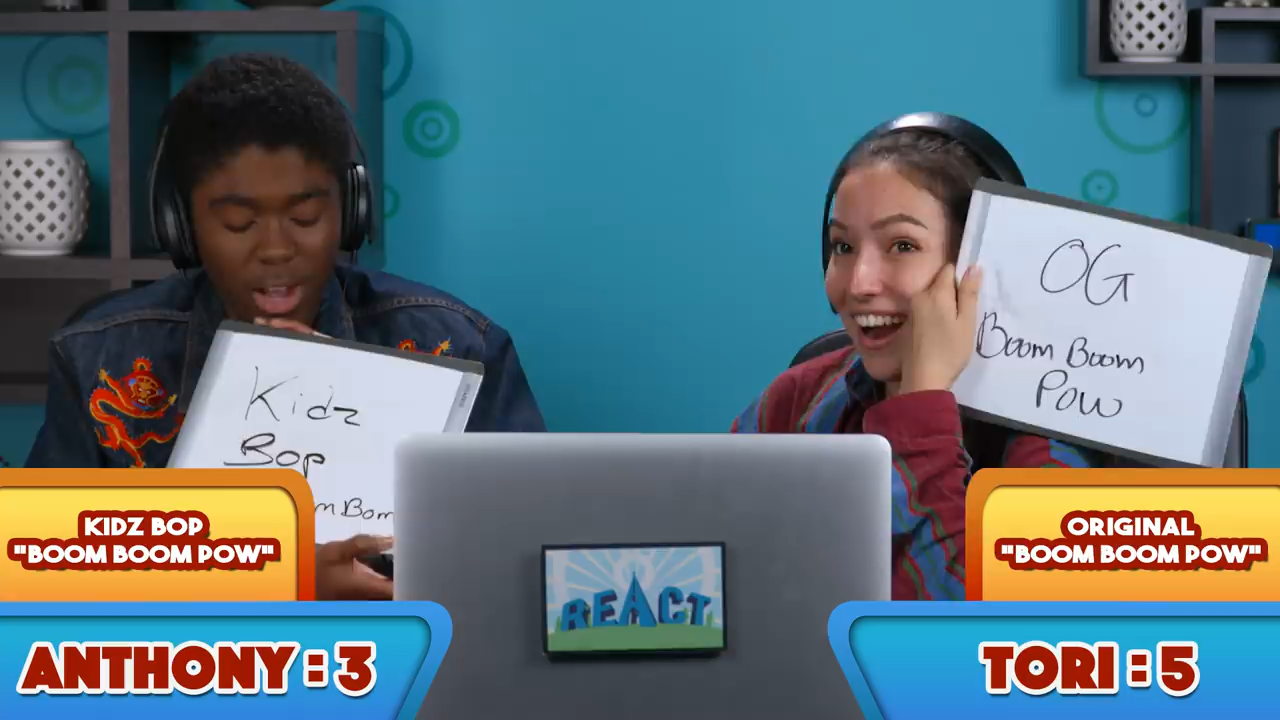 Kidz
Bop
Bom
OG
Boom Boom
Pow
KIDZ BOP
"BOOM BOOM POW"
ORIGINAL
"BOOM BOOM POW"
REACT
ANTHONY : 3
TORI : 5